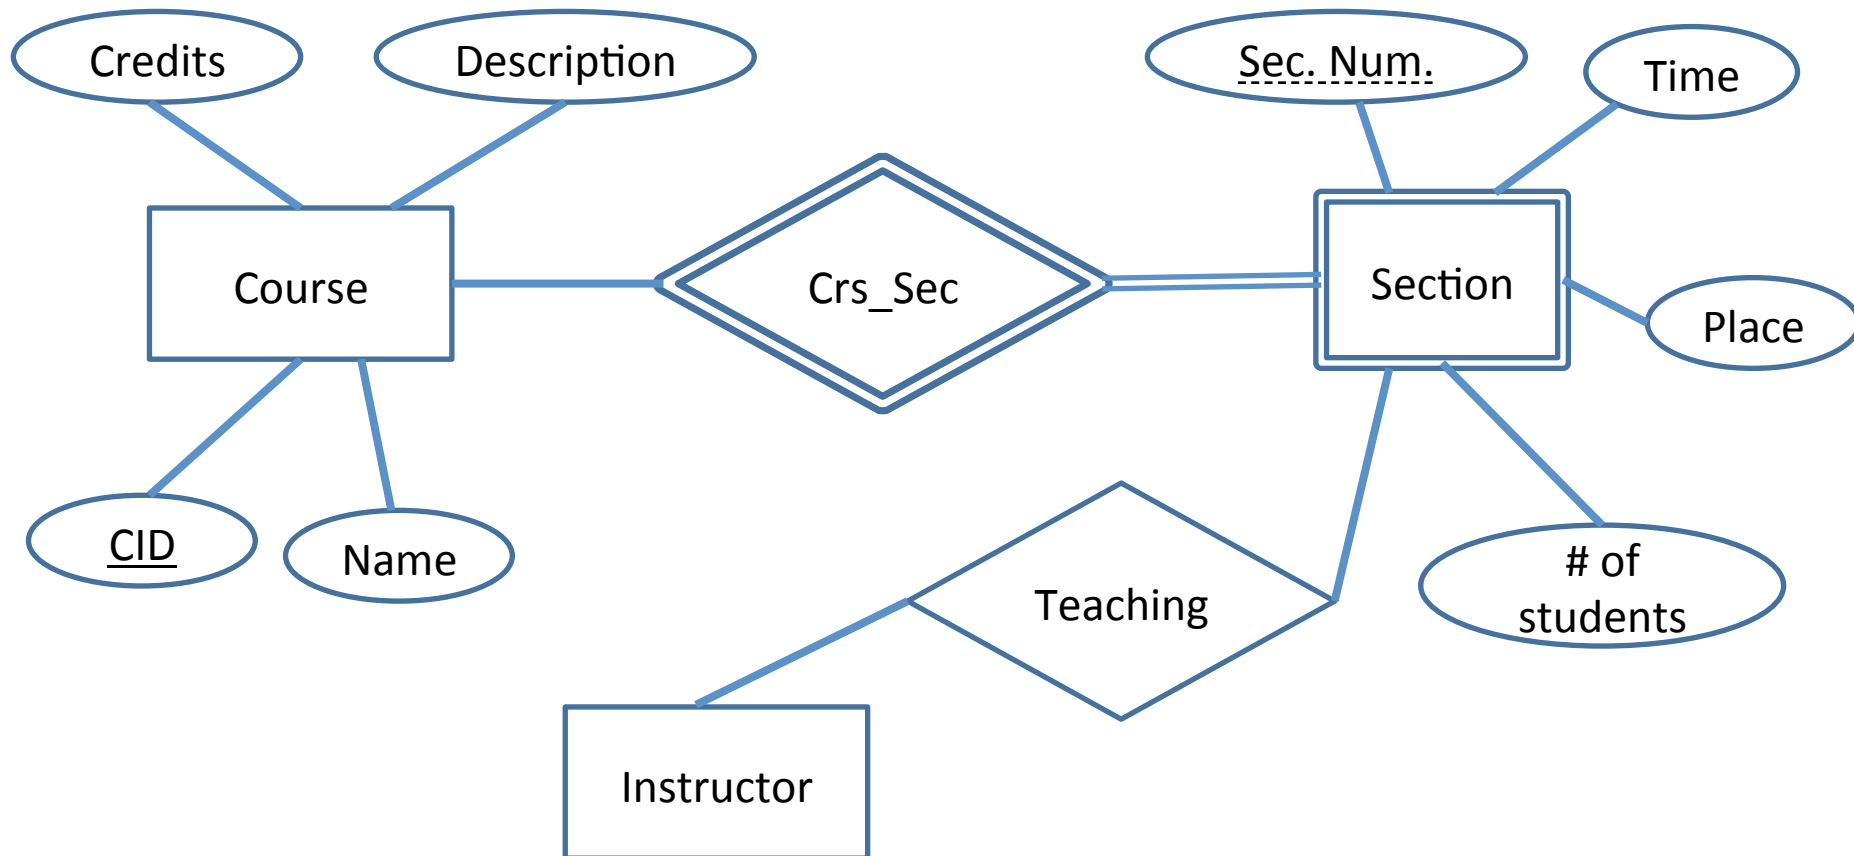 Credits
Description
Sec. Num.
Time
Course
Crs_Sec
Section
Place
CID
Name
Teaching
# of
students
Instructor